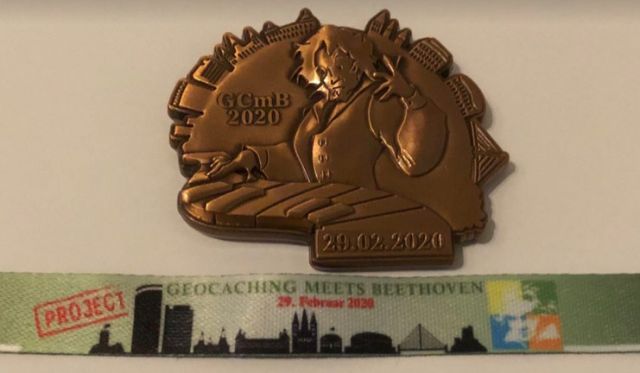 GCmB
2020
29.02.2020
GEOCACHING MEETS BEETHOVEN
PROJECT
29. Februar 2020